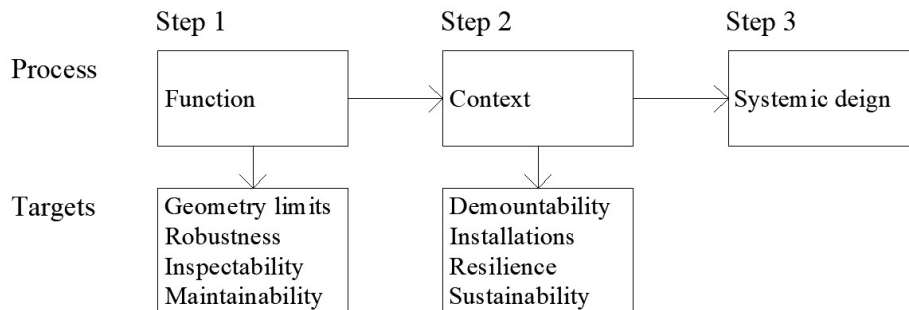 Step 1 Step 2 Step 3
Process
Function Context Systemic deign
Targets
Geometry limits Demountability
Robustness Installations
Inspectability Resilience
Maintainability Sustainability